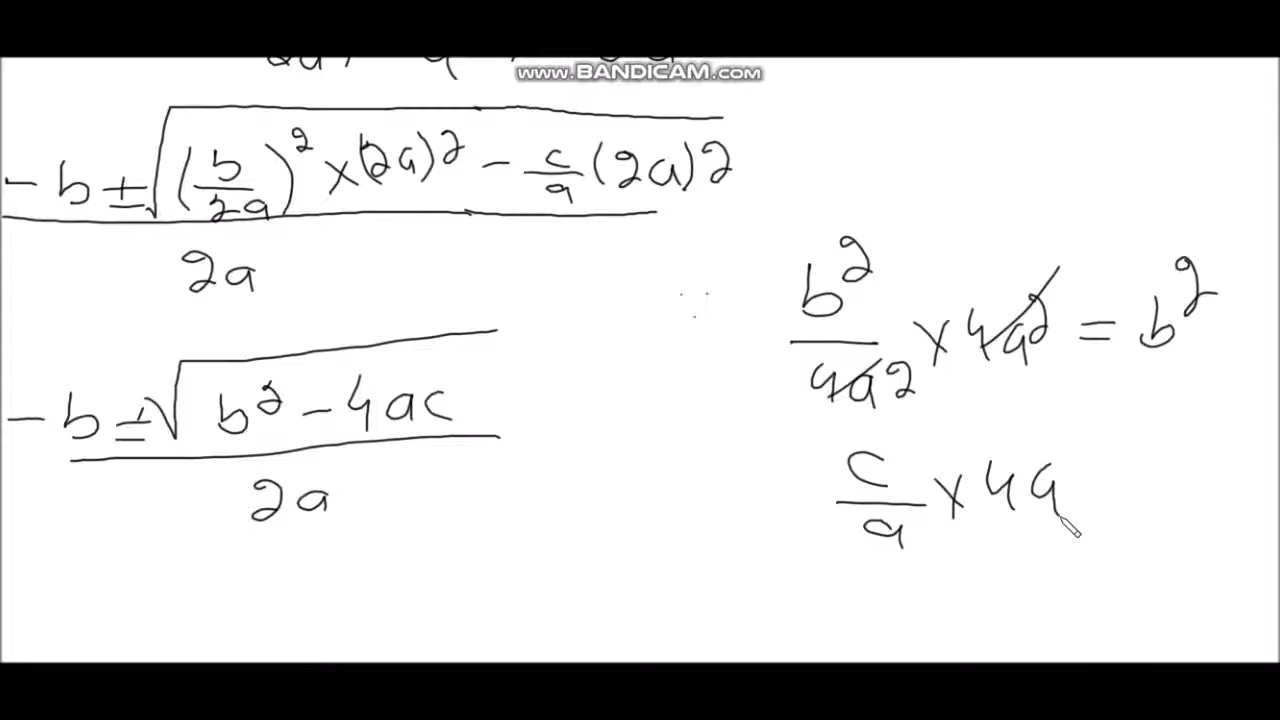 www.BANDICAM.com
-b±√((b/2a)² × (2a)² - c/a (2a)²)
2a
b²/4a² × 4a² = b²
-b±√(b² - 4ac)
2a
c/a × 4a